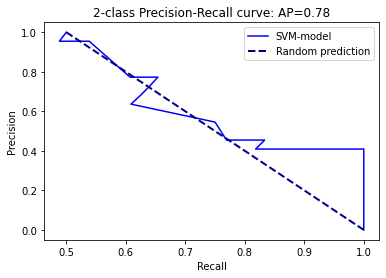 2-class Precision-Recall curve: AP=0.78
SVM-model
Random prediction
Precision
1.0
0.8
0.6
0.4
0.2
0.0
0.5
0.6
0.7
0.8
0.9
1.0
Recall